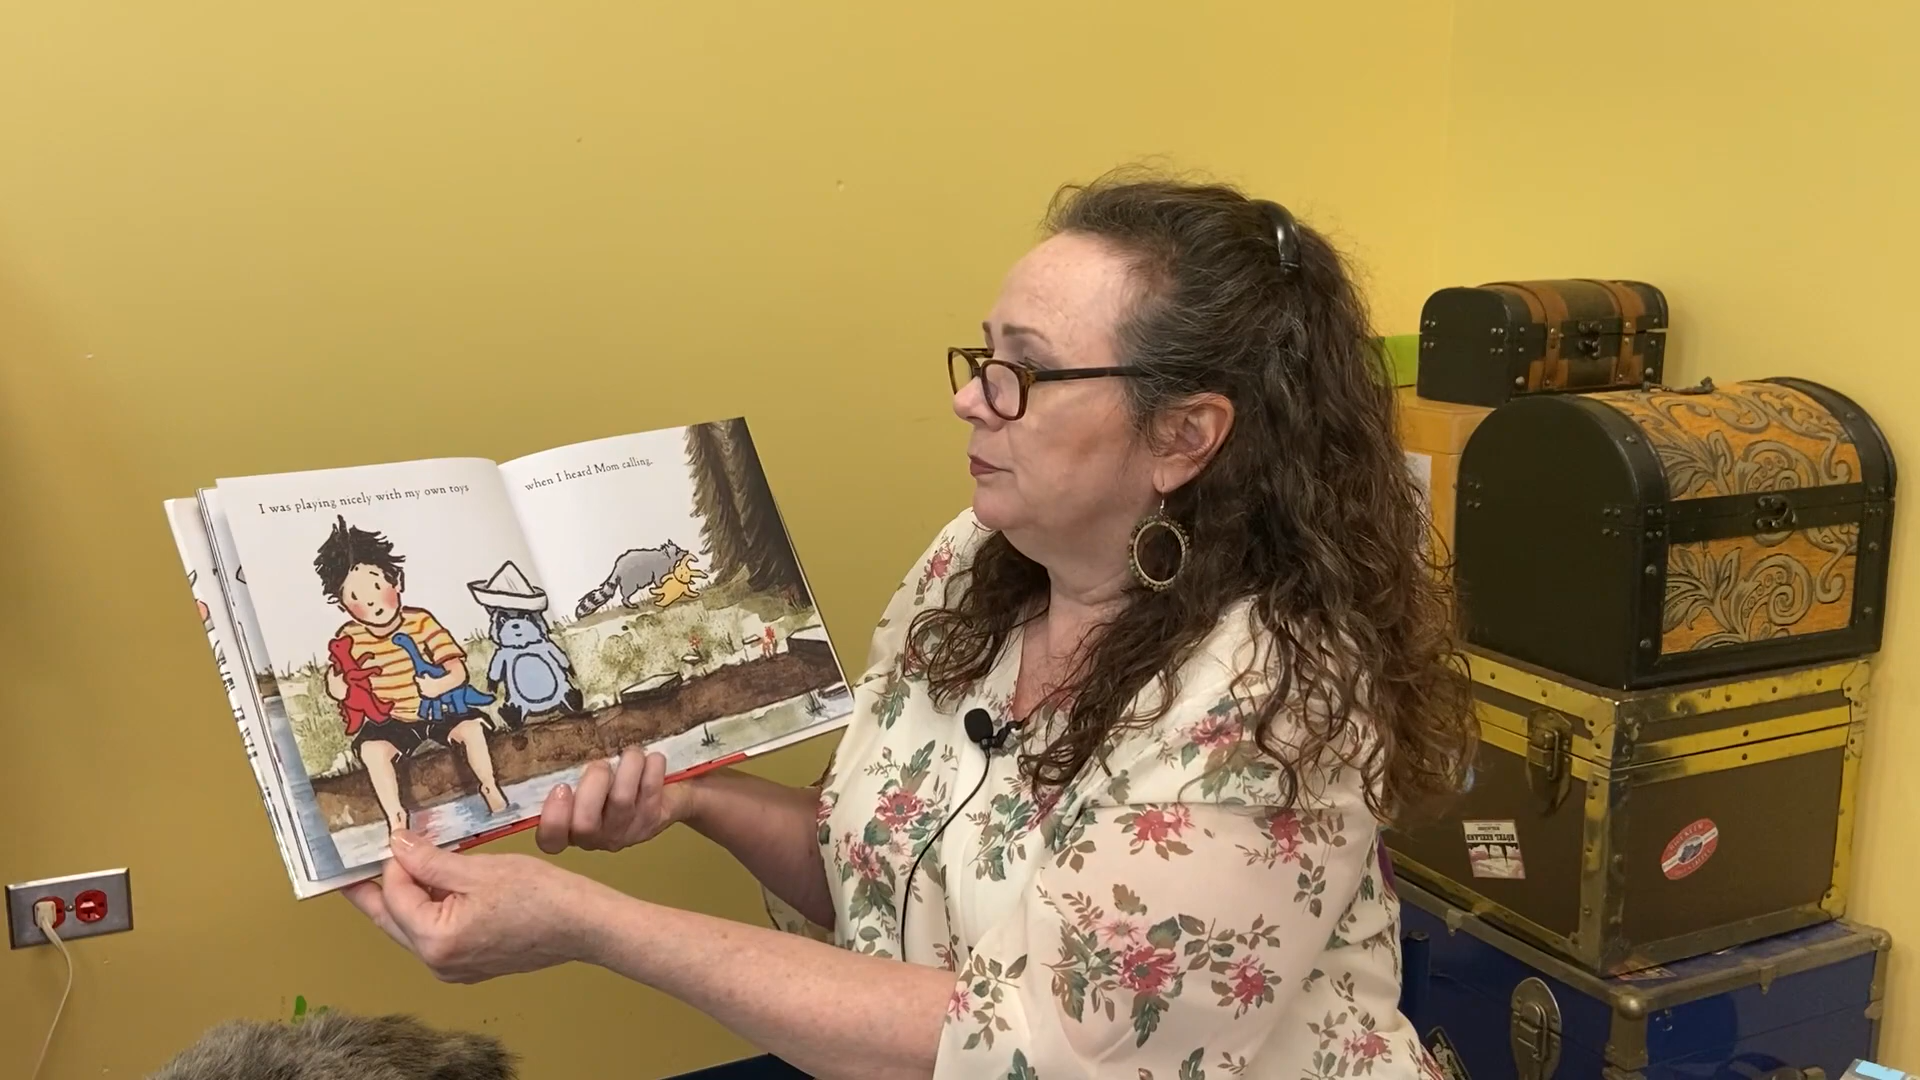 I was playing nicely with my own toys
when I heard Mom calling.